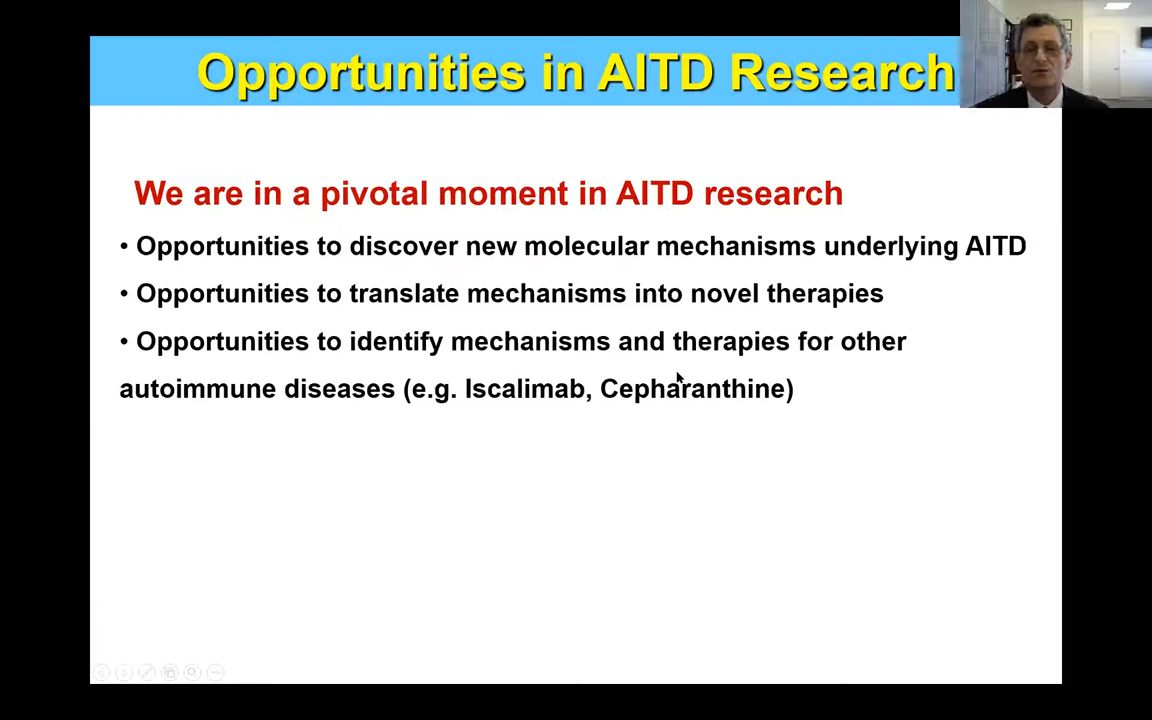 Opportunities in AITD Research
We are in a pivotal moment in AITD research
• Opportunities to discover new molecular mechanisms underlying AITD
• Opportunities to translate mechanisms into novel therapies
• Opportunities to identify mechanisms and therapies for other
autoimmune diseases (e.g. Iscalimab, Cepharanthine)